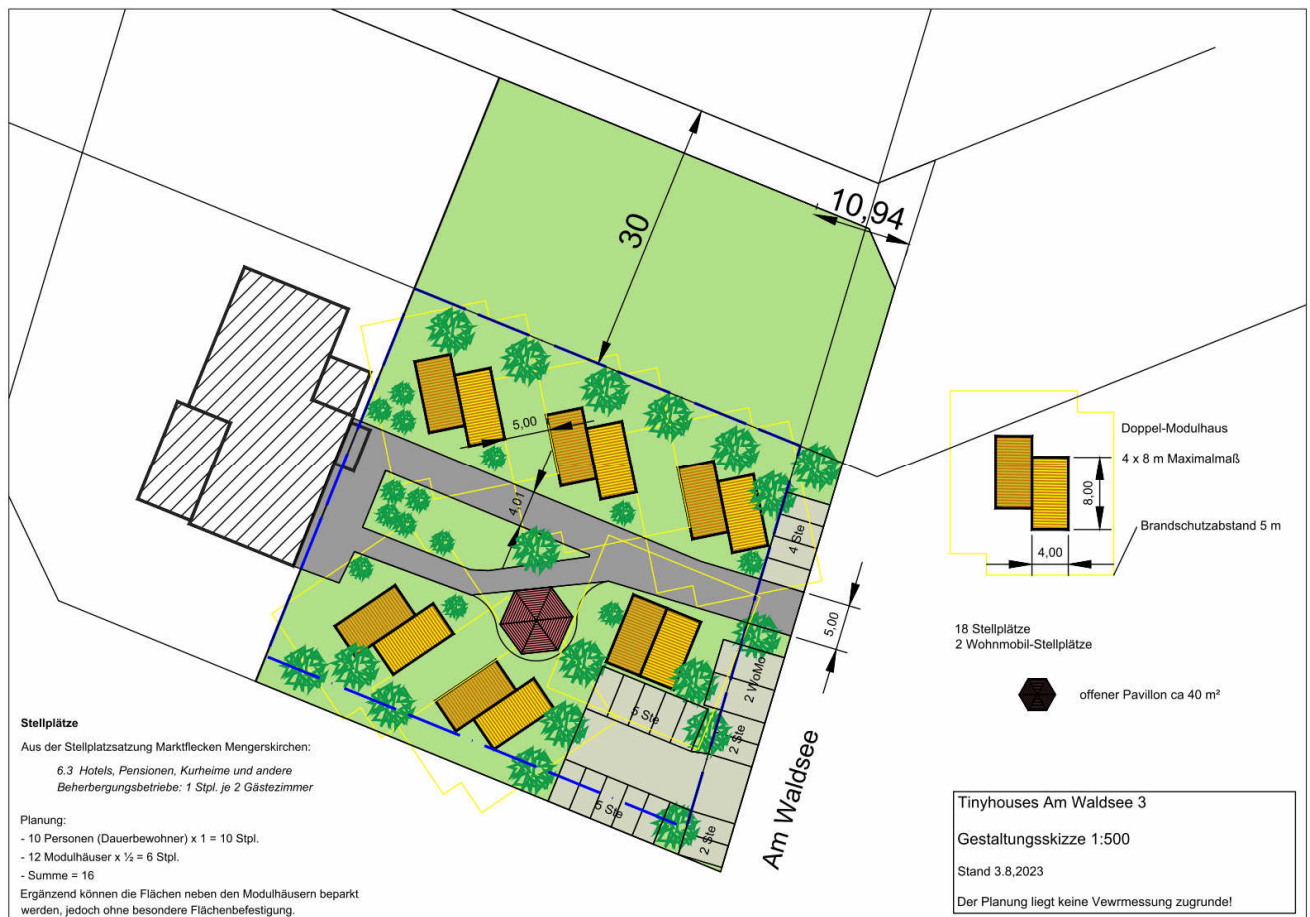 10,94
30
5,00
4,01
4 Ste
5,00
2 WoMo
5 Ste
2 Ste
5 Ste
2 Ste
Am Waldsee
Doppel-Modulhaus
4 x 8 m Maximalmaß
8,00
Brandschutzabstand 5 m
4,00
18 Stellplätze
2 Wohnmobil-Stellplätze
offener Pavillon ca 40 m²
Stellplätze
Aus der Stellplatzsatzung Marktflecken Mengerskirchen:
6.3 Hotels, Pensionen, Kurheime und andere
Beherbergungsbetriebe: 1 Stpl. je 2 Gästezimmer
Planung:
- 10 Personen (Dauerbewohner) x 1 = 10 Stpl.
- 12 Modulhäuser x ½ = 6 Stpl.
- Summe = 16
Ergänzend können die Flächen neben den Modulhäusern beparkt
werden, jedoch ohne besondere Flächenbefestigung.
Tinyhouses Am Waldsee 3
Gestaltungsskizze 1:500
Stand 3.8,2023
Der Planung liegt keine Vewrmessung zugrunde!